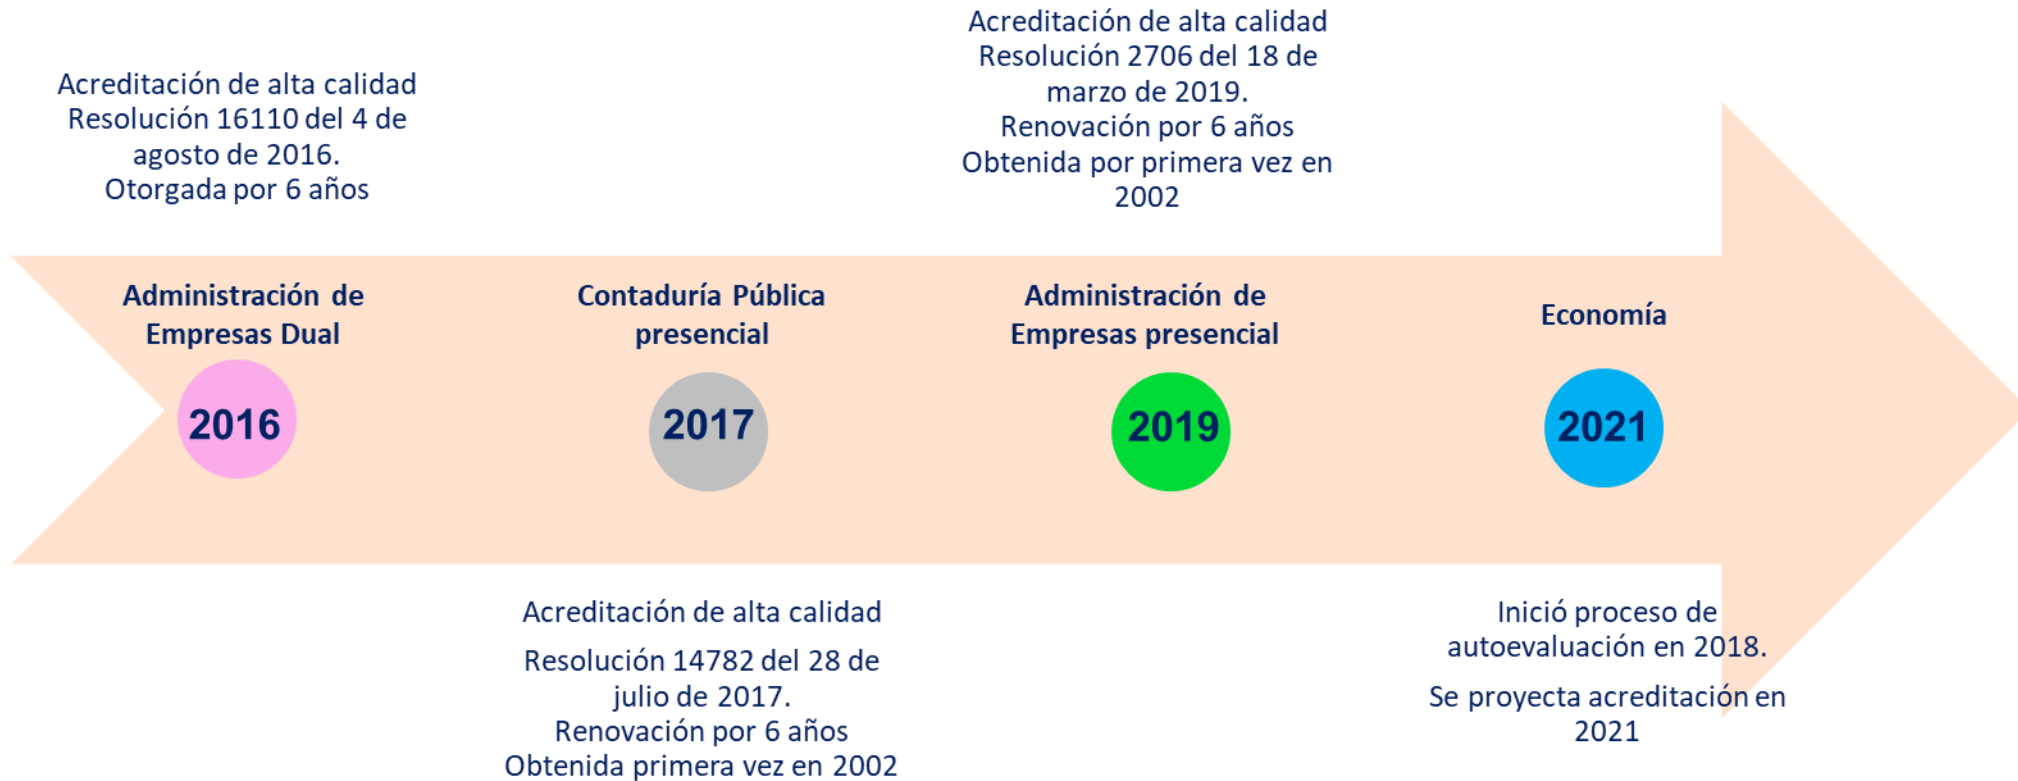 Acreditación de alta calidad
Resolución 16110 del 4 de
agosto de 2016.
Otorgada por 6 años
Administración de
Empresas Dual
2016
Contaduría Pública
presencial
2017
Acreditación de alta calidad
Resolución 14782 del 28 de
julio de 2017.
Renovación por 6 años
Obtenida primera vez en 2002
Acreditación de alta calidad
Resolución 2706 del 18 de
marzo de 2019.
Renovación por 6 años
Obtenida por primera vez en
2002
Administración de
Empresas presencial
2019
Economía
2021
Inició proceso de
autoevaluación en 2018.
Se proyecta acreditación en
2021